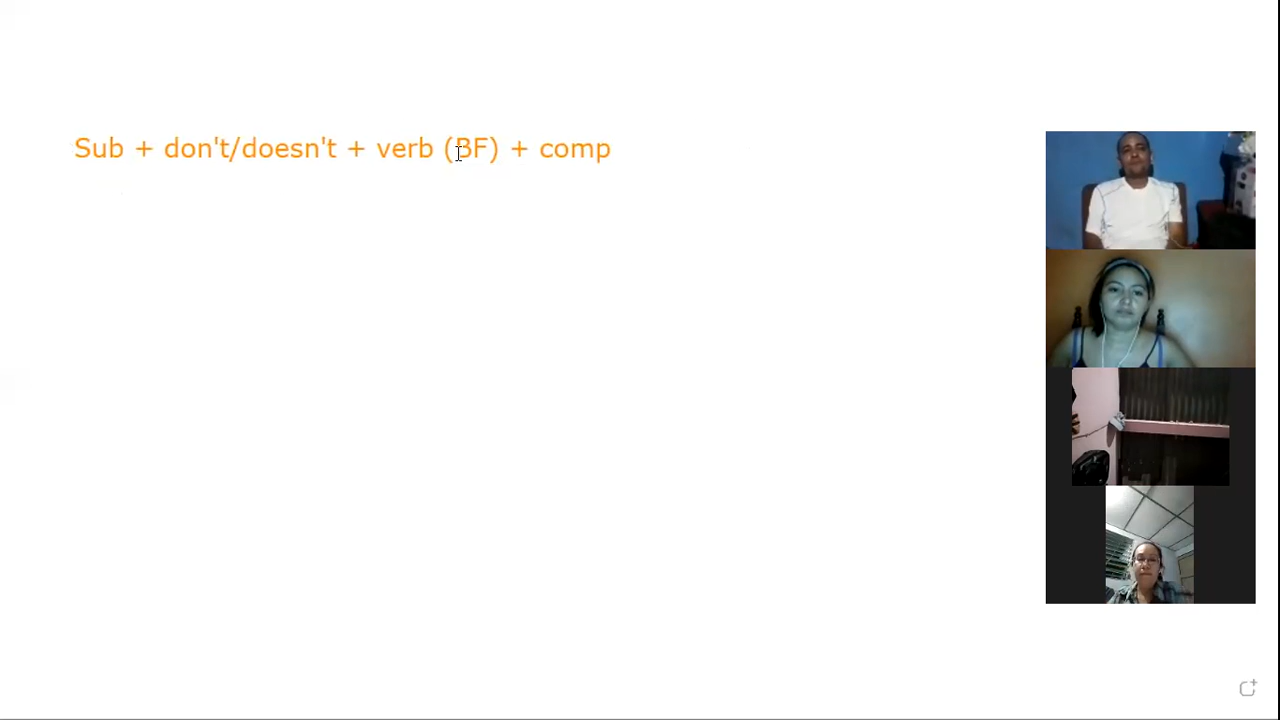 Sub + don't/doesn't + verb (BF) + comp